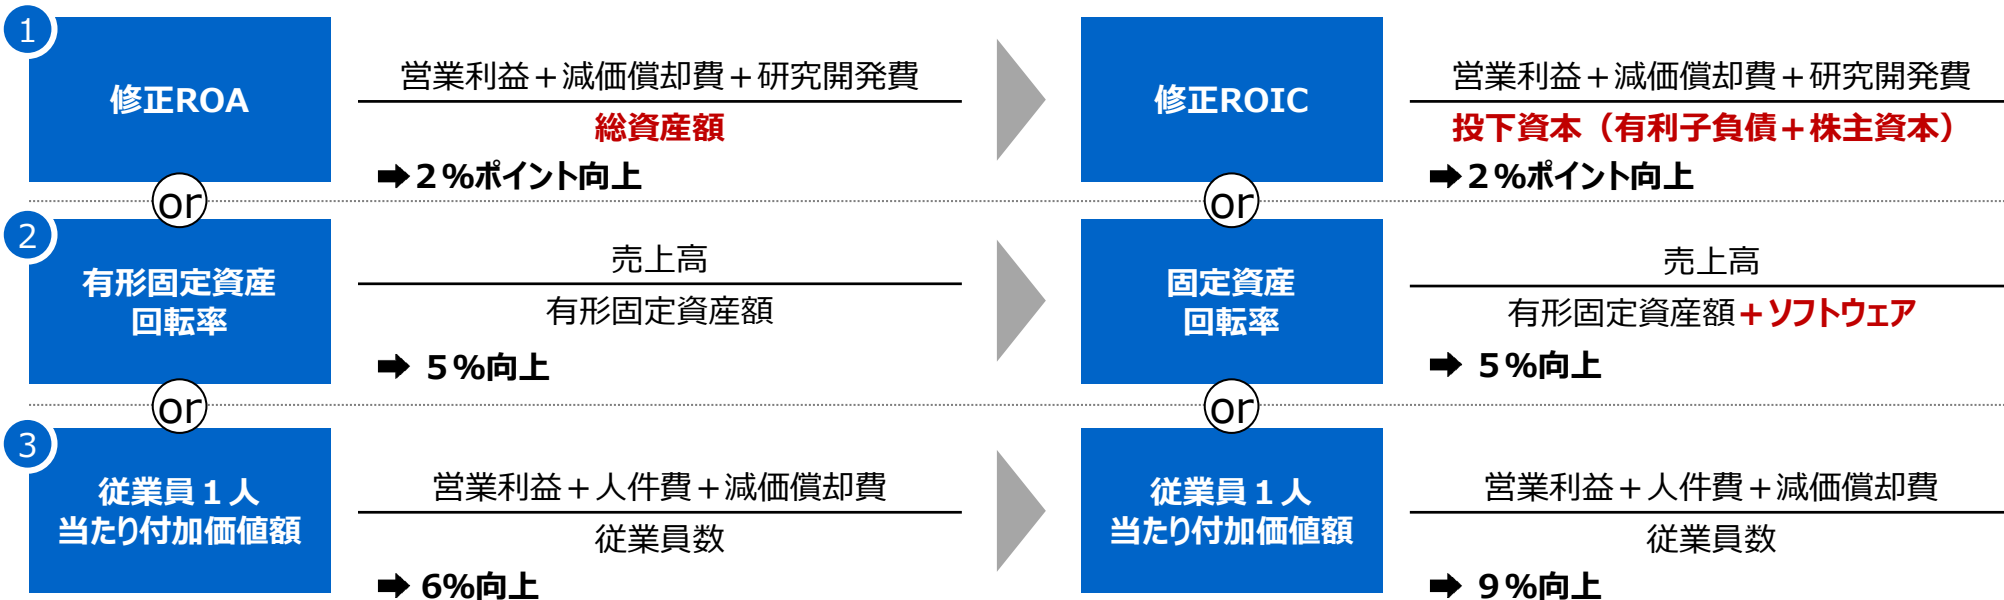 1
修正ROA
営業利益＋減価償却費＋研究開発費
総資産額
➡２%ポイント向上
修正ROIC
営業利益＋減価償却費＋研究開発費
投下資本（有利子負債＋株主資本）
➡２%ポイント向上
or
or
2
有形固定資産
回転率
売上高
有形固定資産額
➡ ５%向上
固定資産
回転率
売上高
有形固定資産額＋ソフトウェア
➡ ５%向上
or
or
3
従業員１人
当たり付加価値額
営業利益＋人件費＋減価償却費
従業員数
➡ 6%向上
従業員１人
当たり付加価値額
営業利益＋人件費＋減価償却費
従業員数
➡ ９%向上